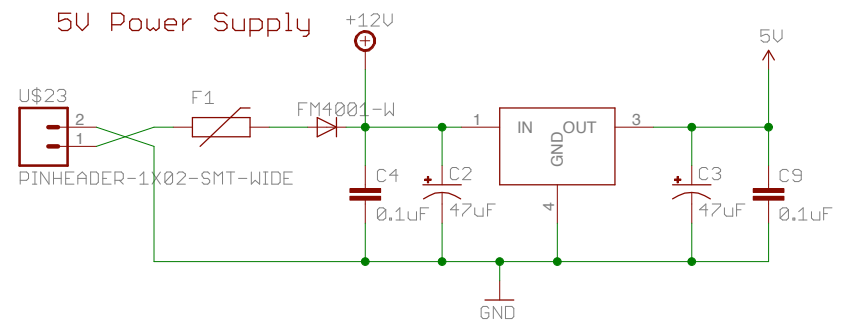 5V Power Supply
+12V
5V
U$23
F1
FM4001-W
2
1
1
IN
OUT
3
GND
PINHEADER-1X02-SMT-WIDE
C4
C2
C3
C9
0.1uF
47uF
4
47uF
0.1uF
GND